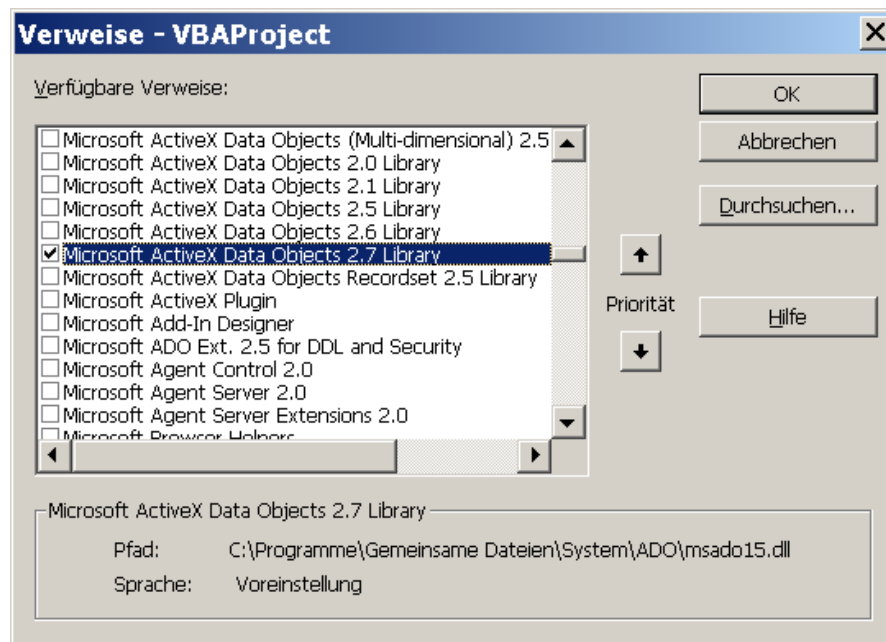 Verweise - VBAProject
Verfügbare Verweise:
OK
Abbrechen
Durchsuchen...
Hilfe
Microsoft ActiveX Data Objects (Multi-dimensional) 2.5
Microsoft ActiveX Data Objects 2.0 Library
Microsoft ActiveX Data Objects 2.1 Library
Microsoft ActiveX Data Objects 2.5 Library
Microsoft ActiveX Data Objects 2.6 Library
Microsoft ActiveX Data Objects 2.7 Library
Microsoft ActiveX Data Objects Recordset 2.5 Library
Microsoft ActiveX Plugin
Microsoft Add-In Designer
Microsoft ADO Ext. 2.5 for DDL and Security
Microsoft Agent Control 2.0
Microsoft Agent Server 2.0
Microsoft Agent Server Extensions 2.0
Microsoft Browser Helpers
Priorität
Microsoft ActiveX Data Objects 2.7 Library
Pfad: C:\Programme\Gemeinsame Dateien\System\ADO\msado15.dll
Sprache: Voreinstellung